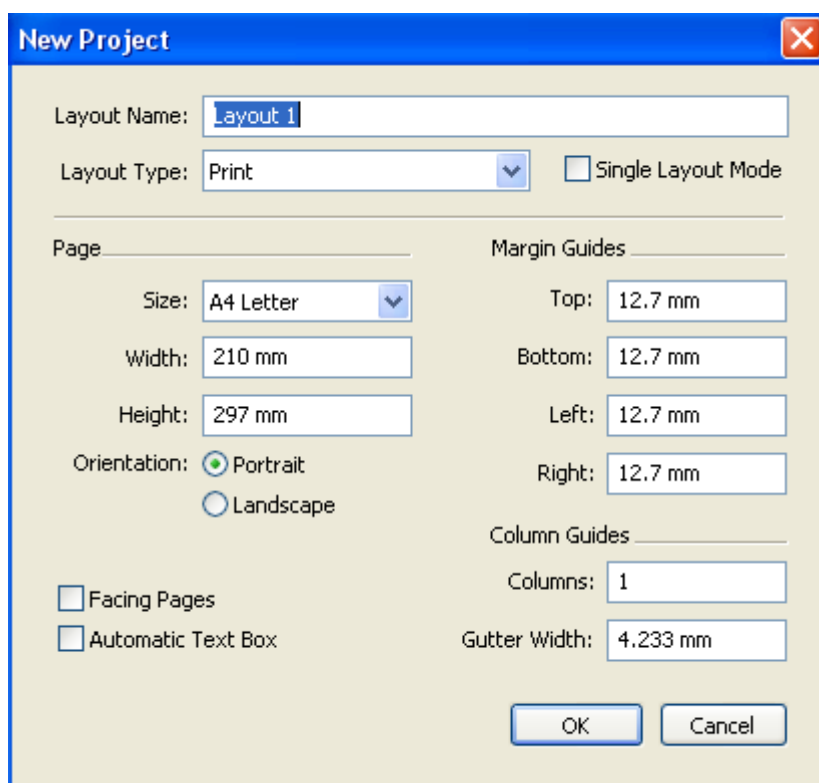 New Project
Layout Name: Layout 1
Layout Type: Print Single Layout Mode
Page
Size: A4 Letter
Width: 210 mm
Height: 297 mm
Orientation: Portrait
Landscape
Facing Pages
Automatic Text Box
Margin Guides
Top: 12.7 mm
Bottom: 12.7 mm
Left: 12.7 mm
Right: 12.7 mm
Column Guides
Columns: 1
Gutter Width: 4.233 mm
OK Cancel